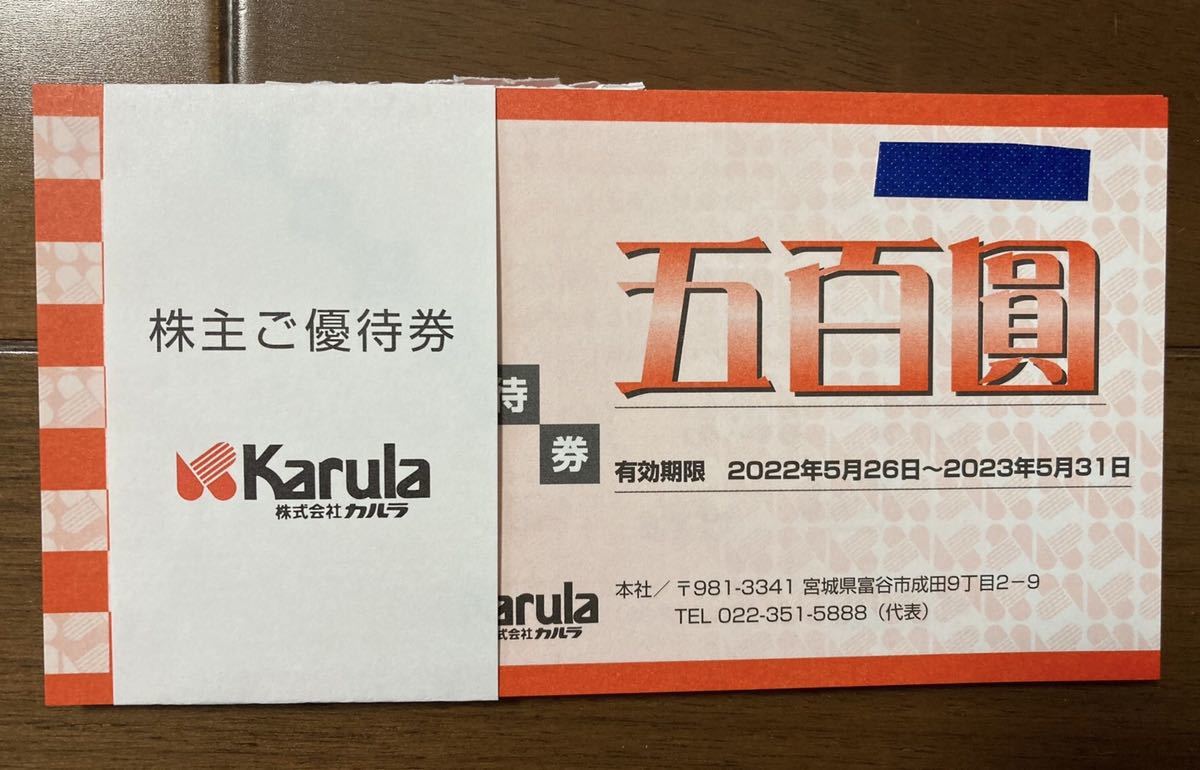 株主ご優待券
Karula
株式会社カルラ
五百圓
待
券
有効期限 2022年5月26日~2023年5月31日
arula
式会社カルラ
本社/〒981-3341 宮城県富谷市成田9丁目2-9
TEL 022-351-5888(代表)